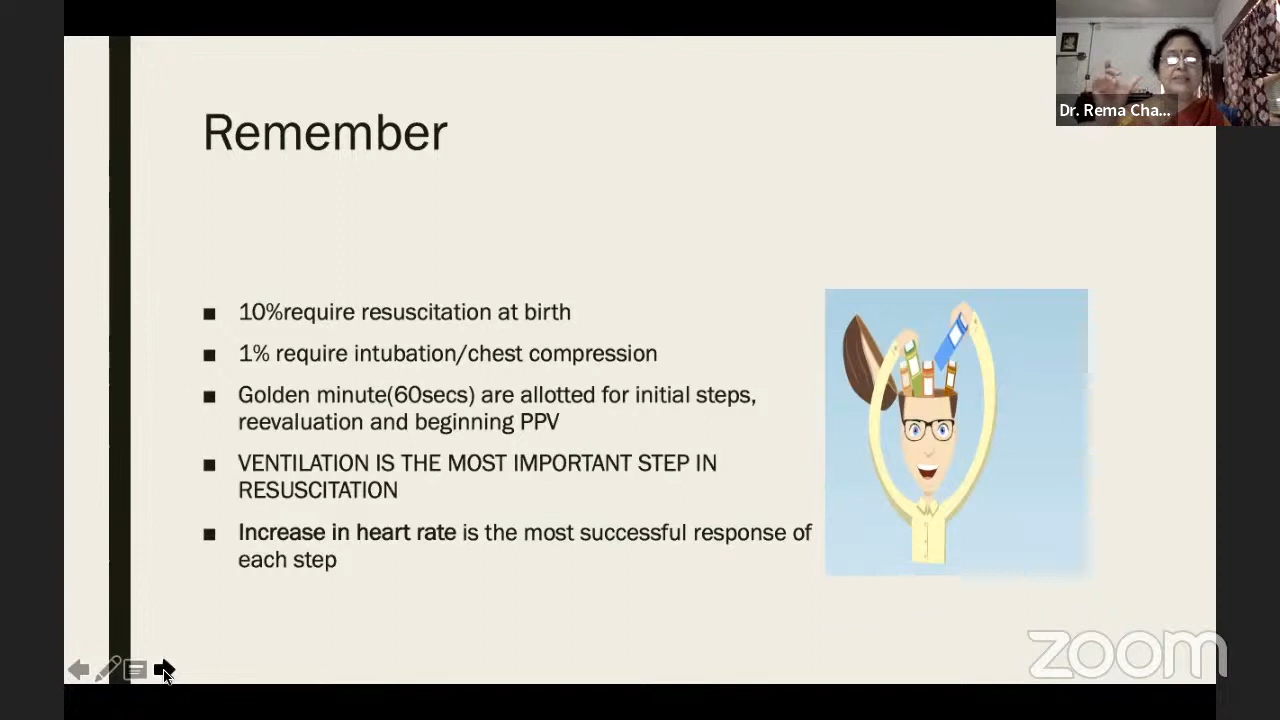 Dr. Rema Cha...
Remember
10%require resuscitation at birth
1% require intubation/chest compression
Golden minute(60secs) are allotted for initial steps,
reevaluation and beginning PPV
VENTILATION IS THE MOST IMPORTANT STEP IN
RESUSCITATION
Increase in heart rate is the most successful response of
each step
zoom